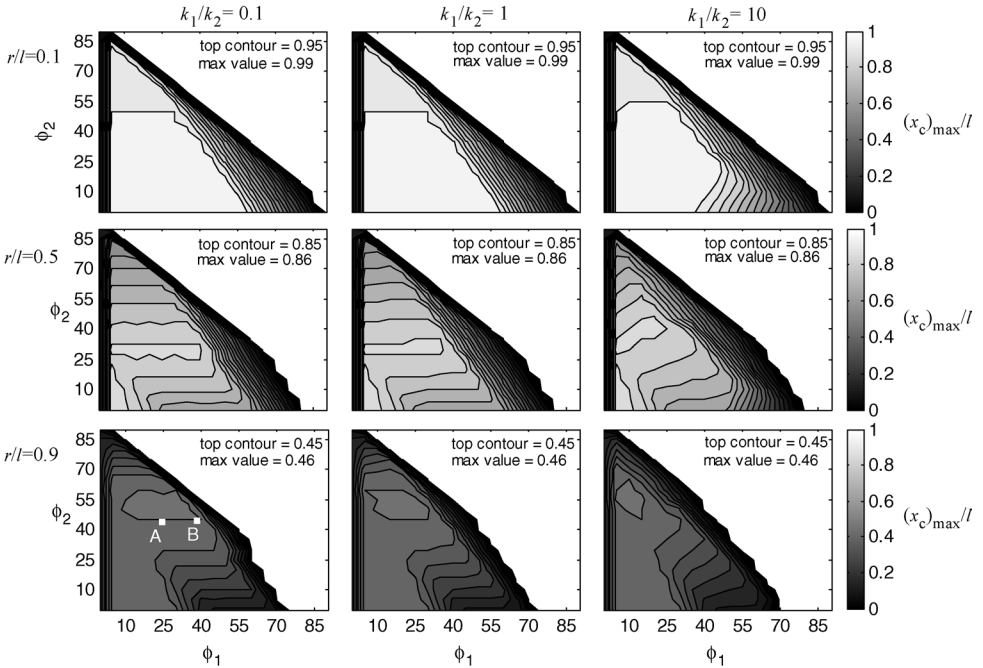 k1/k2= 0.1 k1/k2= 1 k1/k2= 10
r/l=0.1
85 70 55 40 25 10
ϕ2
top contour = 0.95
max value = 0.99
top contour = 0.95
max value = 0.99
top contour = 0.95
max value = 0.99
1 0.8 0.6 0.4 0.2 0
(xc)max/l
r/l=0.5
85 70 55 40 25 10
ϕ2
top contour = 0.85
max value = 0.86
top contour = 0.85
max value = 0.86
top contour = 0.85
max value = 0.86
1 0.8 0.6 0.4 0.2 0
(xc)max/l
r/l=0.9
85 70 55 40 25 10
ϕ2
top contour = 0.45
max value = 0.46
A B
top contour = 0.45
max value = 0.46
top contour = 0.45
max value = 0.46
1 0.8 0.6 0.4 0.2 0
(xc)max/l
10 25 40 55 70 85 10 25 40 55 70 85 10 25 40 55 70 85
ϕ1 ϕ1 ϕ1